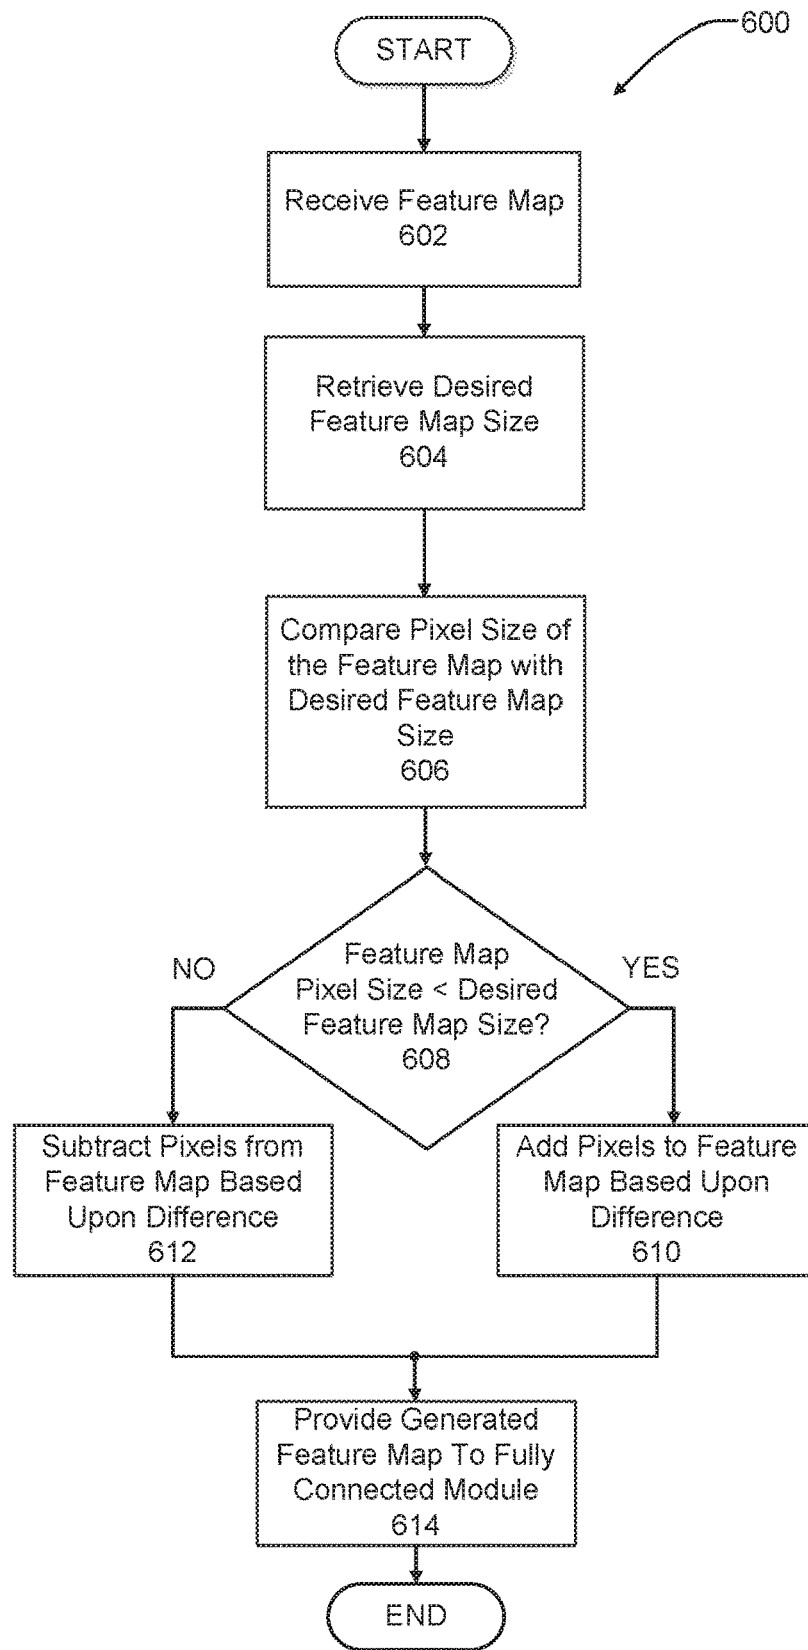 START
600
Receive Feature Map
602
Retrieve Desired
Feature Map Size
604
Compare Pixel Size of
the Feature Map with
Desired Feature Map
Size
606
Feature Map
Pixel Size < Desired
Feature Map Size?
608
NO
YES
Subtract Pixels from
Feature Map Based
Upon Difference
612
Add Pixels to Feature
Map Based Upon
Difference
610
Provide Generated
Feature Map To Fully
Connected Module
614
END